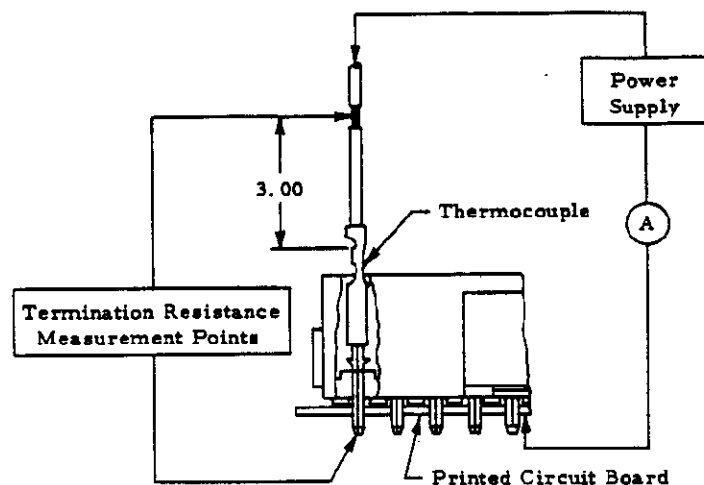 Power
Supply
3.00
Thermocouple
A
Termination Resistance
Measurement Points
Printed Circuit Board